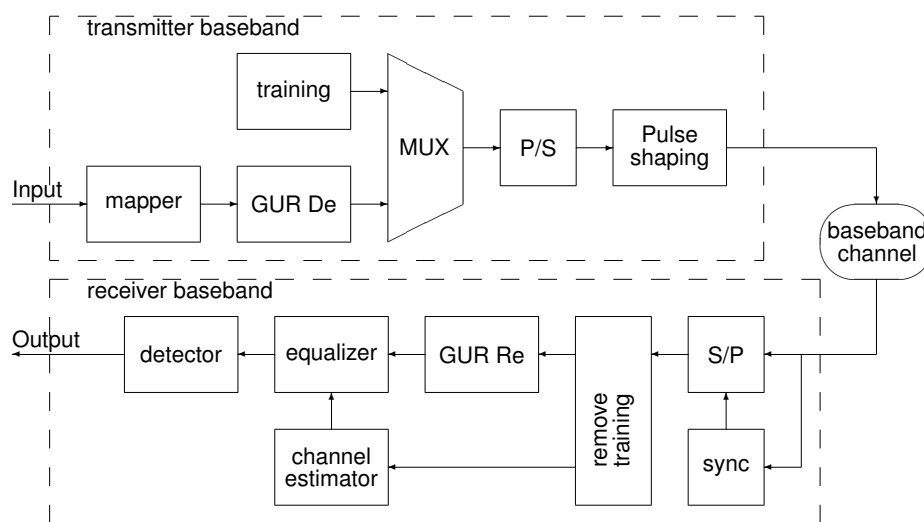 transmitter baseband
training
MUX
P/S
Pulse
shaping
Input
mapper
GUR De
baseband
channel
receiver baseband
Output
detector
equalizer
GUR Re
remove
training
S/P
channel
estimator
sync